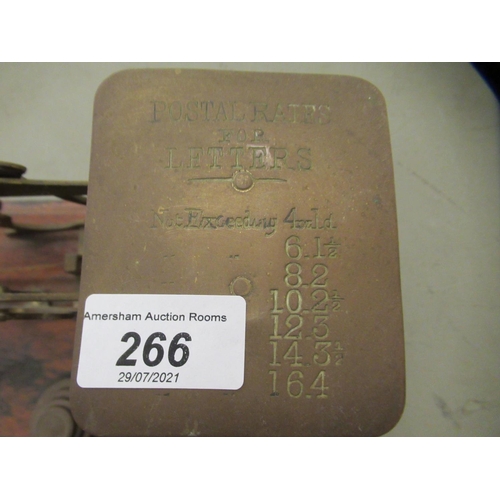 POSTAL RATES
FOR
LETTERS
Not Exceeding 4oz 1d
" " 6.1½
8.2
10.2½
12.3
14.3½
" " 16.4
Amersham Auction Rooms
266
29/07/2021